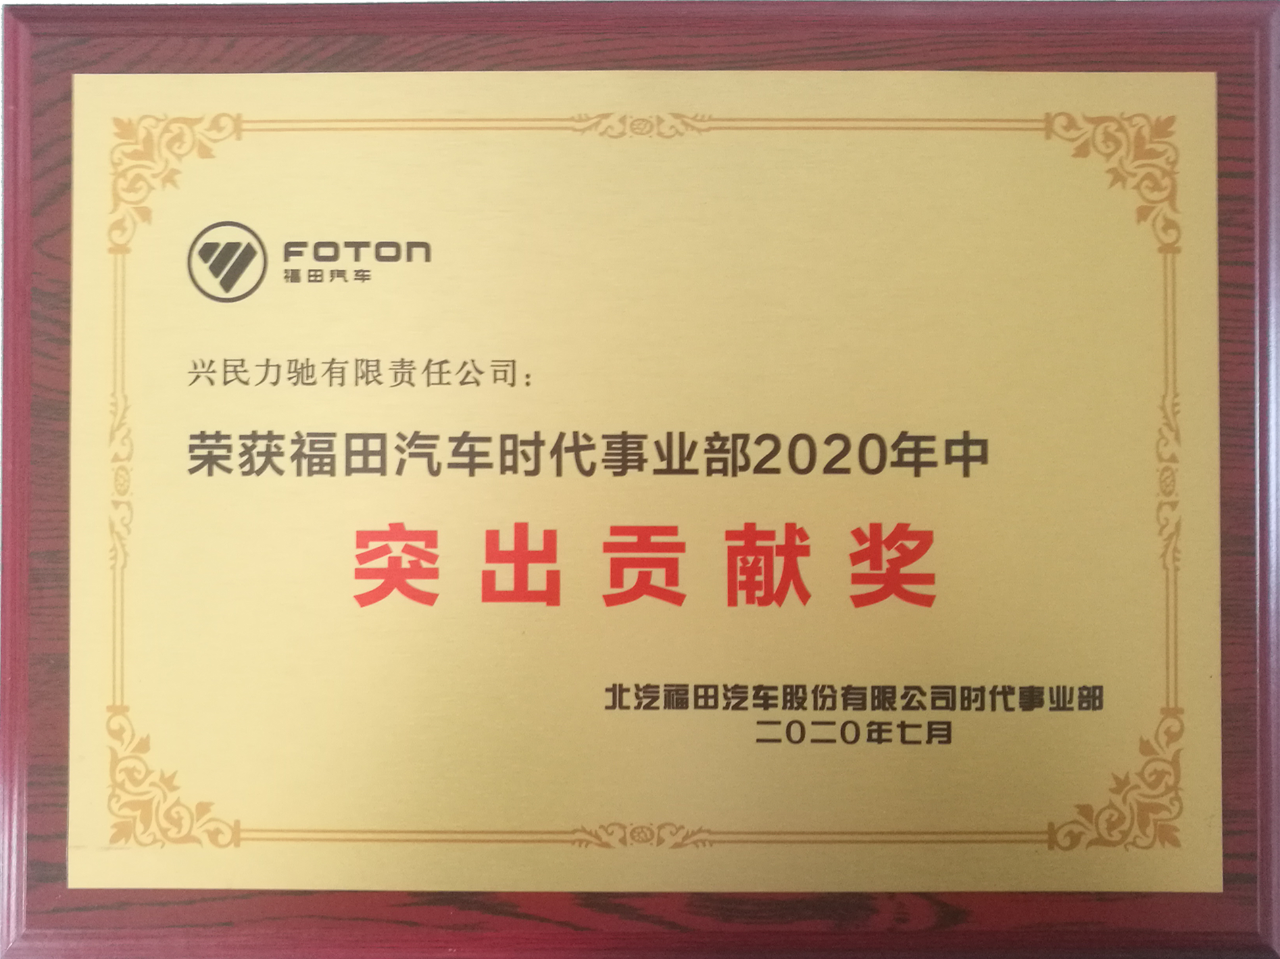 FOTON
福田汽车
兴民力驰有限责任公司：
荣获福田汽车时代事业部2020年中
突出贡献奖
北汽福田汽车股份有限公司时代事业部
二〇二〇年七月